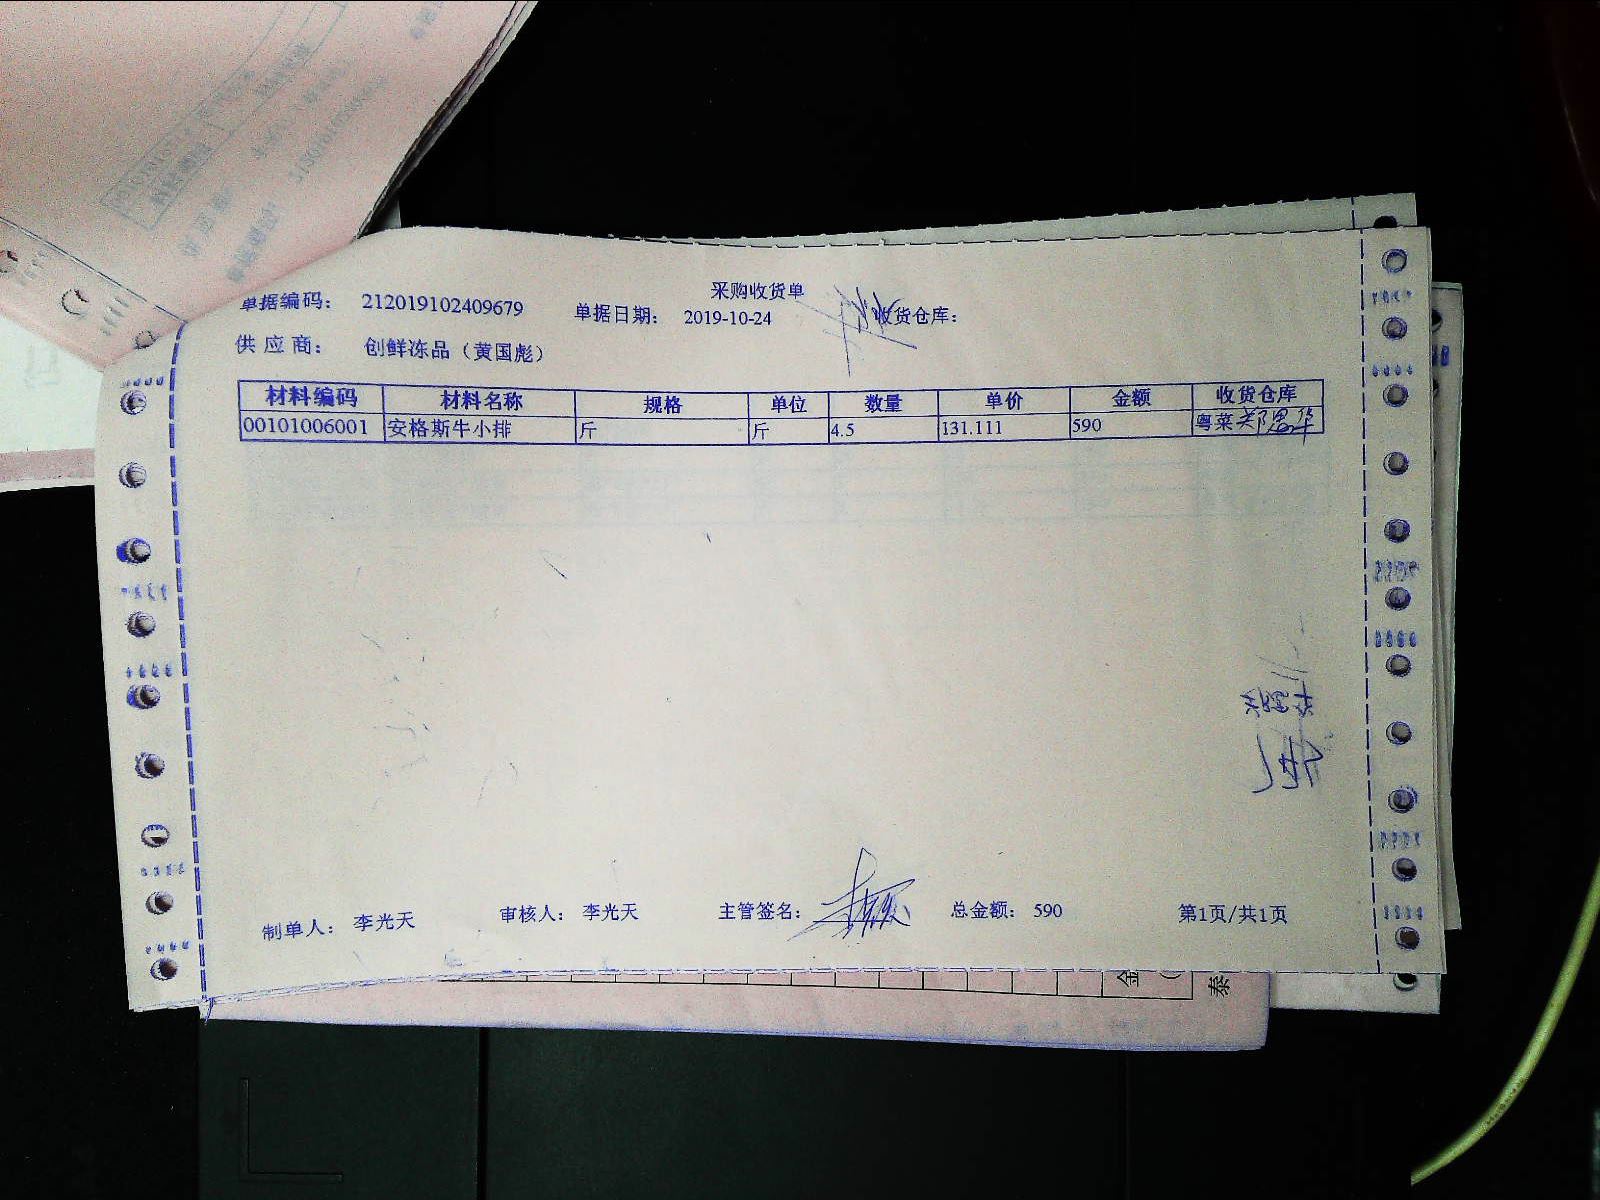 采购收货单
单据编码： 212019102409679 单据日期： 2019-10-24 收货仓库：
供应商： 创鲜冻品（黄国彪）
材料编码 材料名称 规格 单位 数量 单价 金额 收货仓库
00101006001 安格斯牛小排 斤 斤 4.5 131.111 590 粤菜
制单人： 李光天 审核人： 李光天 主管签名： 总金额： 590 第1页/共1页
金
泰